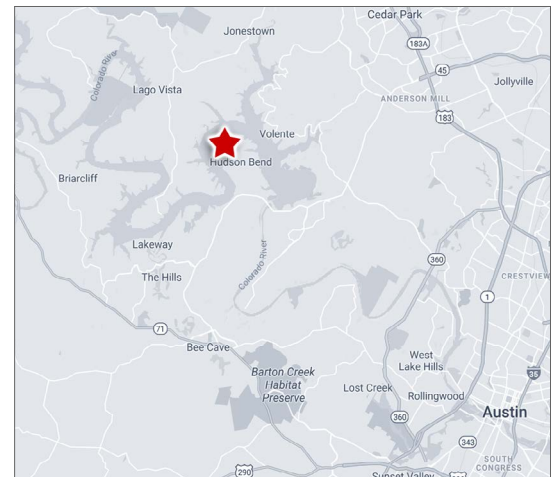 Cedar Park
Jonestown
183A
45
Colorado River
Jollyville
Lago Vista
ANDERSON MILL
183
Volente
Hudson Bend
Briarcliff
Lakeway
Colorado River
360
The Hills
CRESTVIEW
1
71
Bee Cave
West
Lake Hills
Barton Creek
Habitat
Preserve
35
Lost Creek
Rollingwood
Austin
360
343
SOUTH
CONGRESS
290
Sunset Valley